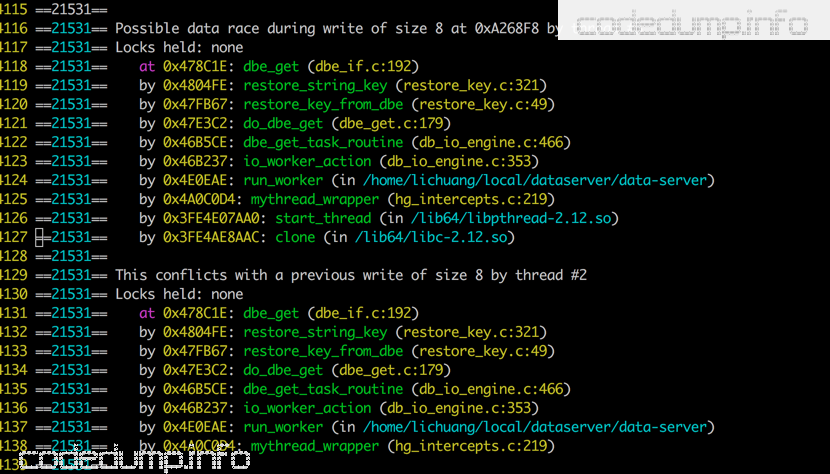 4115 ==21531==
codedump.info
4116 ==21531== Possible data race during write of size 8 at 0xA268F8 by
4117 ==21531== Locks held: none
4118 ==21531==    at 0x478C1E: dbe_get (dbe_if.c:192)
4119 ==21531==    by 0x4804FE: restore_string_key (restore_key.c:321)
4120 ==21531==    by 0x47FB67: restore_key_from_dbe (restore_key.c:49)
4121 ==21531==    by 0x47E3C2: do_dbe_get (dbe_get.c:179)
4122 ==21531==    by 0x46B5CE: dbe_get_task_routine (db_io_engine.c:466)
4123 ==21531==    by 0x46B237: io_worker_action (db_io_engine.c:353)
4124 ==21531==    by 0x4E0EAE: run_worker (in /home/lichuang/local/dataserver/data-server)
4125 ==21531==    by 0x4A0C0D4: mythread_wrapper (hg_intercepts.c:219)
4126 ==21531==    by 0x3FE4E07AA0: start_thread (in /lib64/libpthread-2.12.so)
4127 ==21531==    by 0x3FE4AE8AAC: clone (in /lib64/libc-2.12.so)
4128 ==21531==
4129 ==21531== This conflicts with a previous write of size 8 by thread #2
4130 ==21531== Locks held: none
4131 ==21531==    at 0x478C1E: dbe_get (dbe_if.c:192)
4132 ==21531==    by 0x4804FE: restore_string_key (restore_key.c:321)
4133 ==21531==    by 0x47FB67: restore_key_from_dbe (restore_key.c:49)
4134 ==21531==    by 0x47E3C2: do_dbe_get (dbe_get.c:179)
4135 ==21531==    by 0x46B5CE: dbe_get_task_routine (db_io_engine.c:466)
4136 ==21531==    by 0x46B237: io_worker_action (db_io_engine.c:353)
4137 ==21531==    by 0x4E0EAE: run_worker (in /home/lichuang/local/dataserver/data-server)
4138 ==21531==    by 0x4A0C0D4: mythread_wrapper (hg_intercepts.c:219)
4139 ==21531==
codedump.info